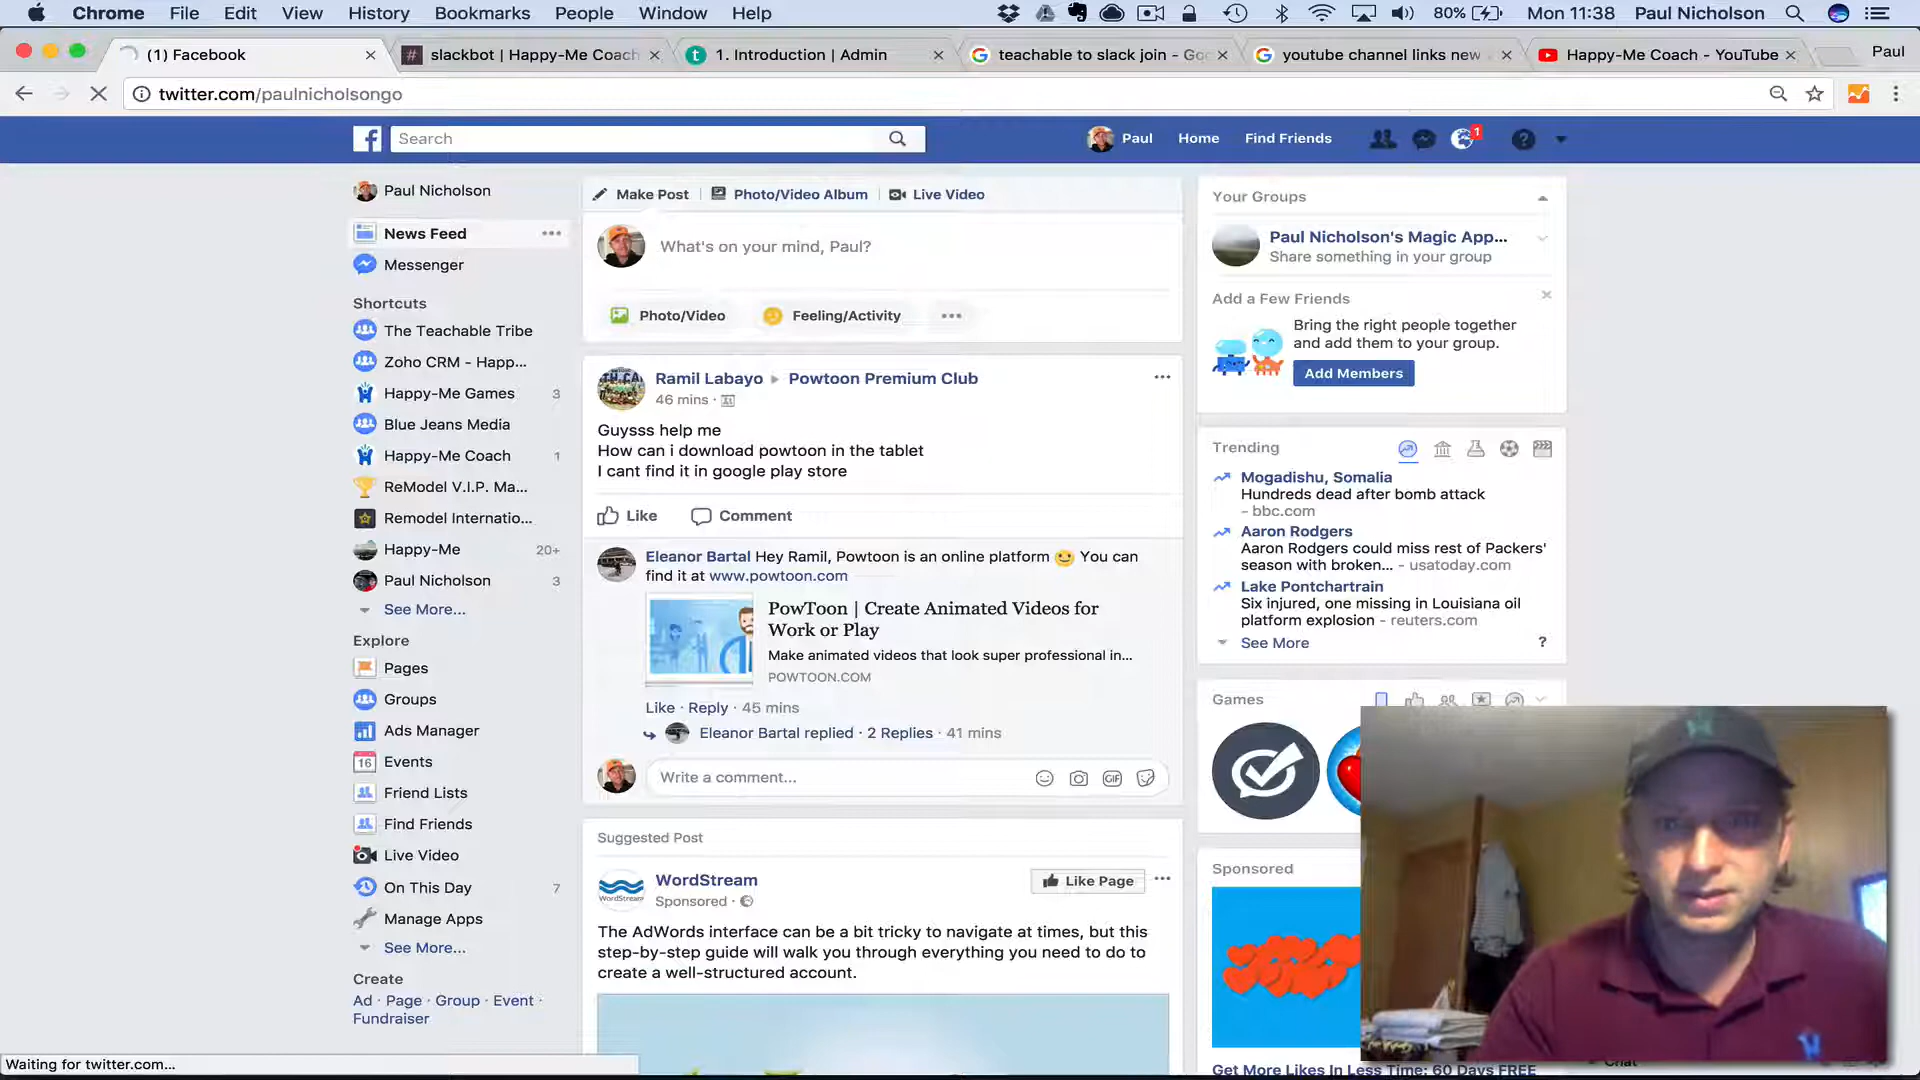 Chrome File Edit View History Bookmarks People Window Help 80% Mon 11:38 Paul Nicholson
(1) Facebook slackbot | Happy-Me Coach 1. Introduction | Admin teachable to slack join - Go youtube channel links new Happy-Me Coach - YouTube Paul
twitter.com/paulnicholsongo
Search Paul Home Find Friends 1
Paul Nicholson
News Feed
Messenger
Shortcuts
The Teachable Tribe
Zoho CRM - Happ...
Happy-Me Games 3
Blue Jeans Media
Happy-Me Coach 1
ReModel V.I.P. Ma...
Remodel Internatio...
Happy-Me 20+
Paul Nicholson 3
See More...
Explore
Pages
Groups
Ads Manager
16 Events
Friend Lists
Find Friends
Live Video
On This Day 7
Manage Apps
See More...
Create
Ad · Page · Group · Event ·
Fundraiser
Make Post Photo/Video Album Live Video
What's on your mind, Paul?
Photo/Video Feeling/Activity
Ramil Labayo Powtoon Premium Club
46 mins ·
Guysss help me
How can i download powtoon in the tablet
I cant find it in google play store
Like Comment
Eleanor Bartal Hey Ramil, Powtoon is an online platform 😀 You can
find it at www.powtoon.com
PowToon | Create Animated Videos for
Work or Play
Make animated videos that look super professional in...
POWTOON.COM
Like · Reply · 45 mins
Eleanor Bartal replied · 2 Replies · 41 mins
Write a comment... GIF
Suggested Post
WordStream Like Page
WordStream
Sponsored ·
The AdWords interface can be a bit tricky to navigate at times, but this
step-by-step guide will walk you through everything you need to do to
create a well-structured account.
Your Groups
Paul Nicholson's Magic App...
Share something in your group
Add a Few Friends
Bring the right people together
and add them to your group.
Add Members
Trending
Mogadishu, Somalia
Hundreds dead after bomb attack
- bbc.com
Aaron Rodgers
Aaron Rodgers could miss rest of Packers'
season with broken... - usatoday.com
Lake Pontchartrain
Six injured, one missing in Louisiana oil
platform explosion - reuters.com
See More ?
Games
Sponsored
Get More Likes In Less Time: 60 Days FREE
Chat
Waiting for twitter.com...